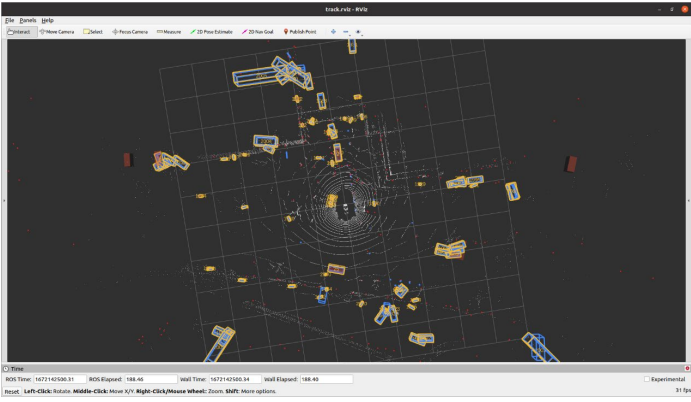 track.rviz - RViz
File Panels Help
Interact Move Camera Select Focus Camera Measure 2D Pose Estimate 2D Nav Goal Publish Point
Time
ROS Time: 1672142500.31 ROS Elapsed: 188.46 Wall Time: 1672142500.34 Wall Elapsed: 188.40 Experimental
Reset Left-Click: Rotate. Middle-Click: Move X/Y. Right-Click/Mouse Wheel: Zoom. Shift: More options. 31 fps